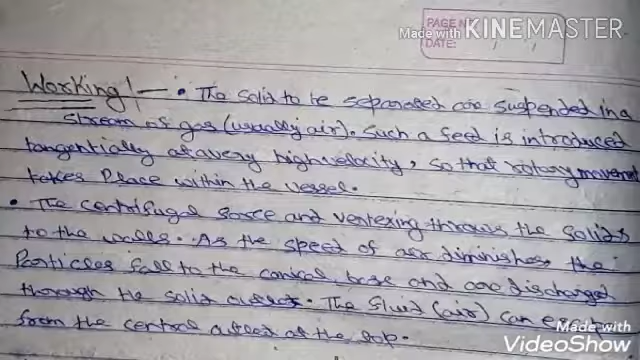 PAGE N
DATE: / /
Made with KINEMASTER
Working! - • The solid to be separated are suspended in a
stream of gas (usually air). Such a feed is introduced
tangentially at a very high velocity, so that rotary movement
takes place within the vessel.
• The centrifugal force and vertexing throws the solids
to the walls. As the speed of air diminishes the
Particles fall to the conical base and are discharged
through the solid outlet. The fluid (air) can escape
from the central outlet at the top.
Made with
VideoShow